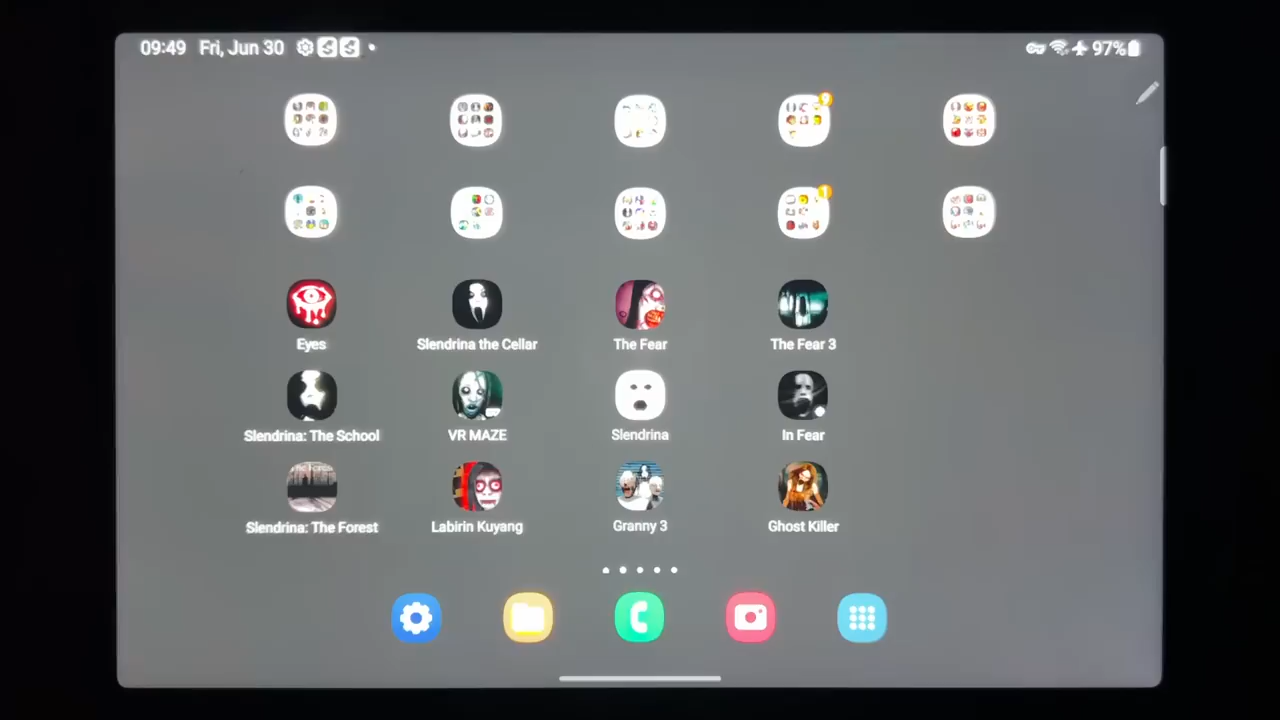 09:49 Fri, Jun 30 97%
Eyes Slendrina the Cellar The Fear The Fear 3
Slendrina: The School VR MAZE Slendrina In Fear
Slendrina: The Forest Labirin Kuyang Granny 3 Ghost Killer